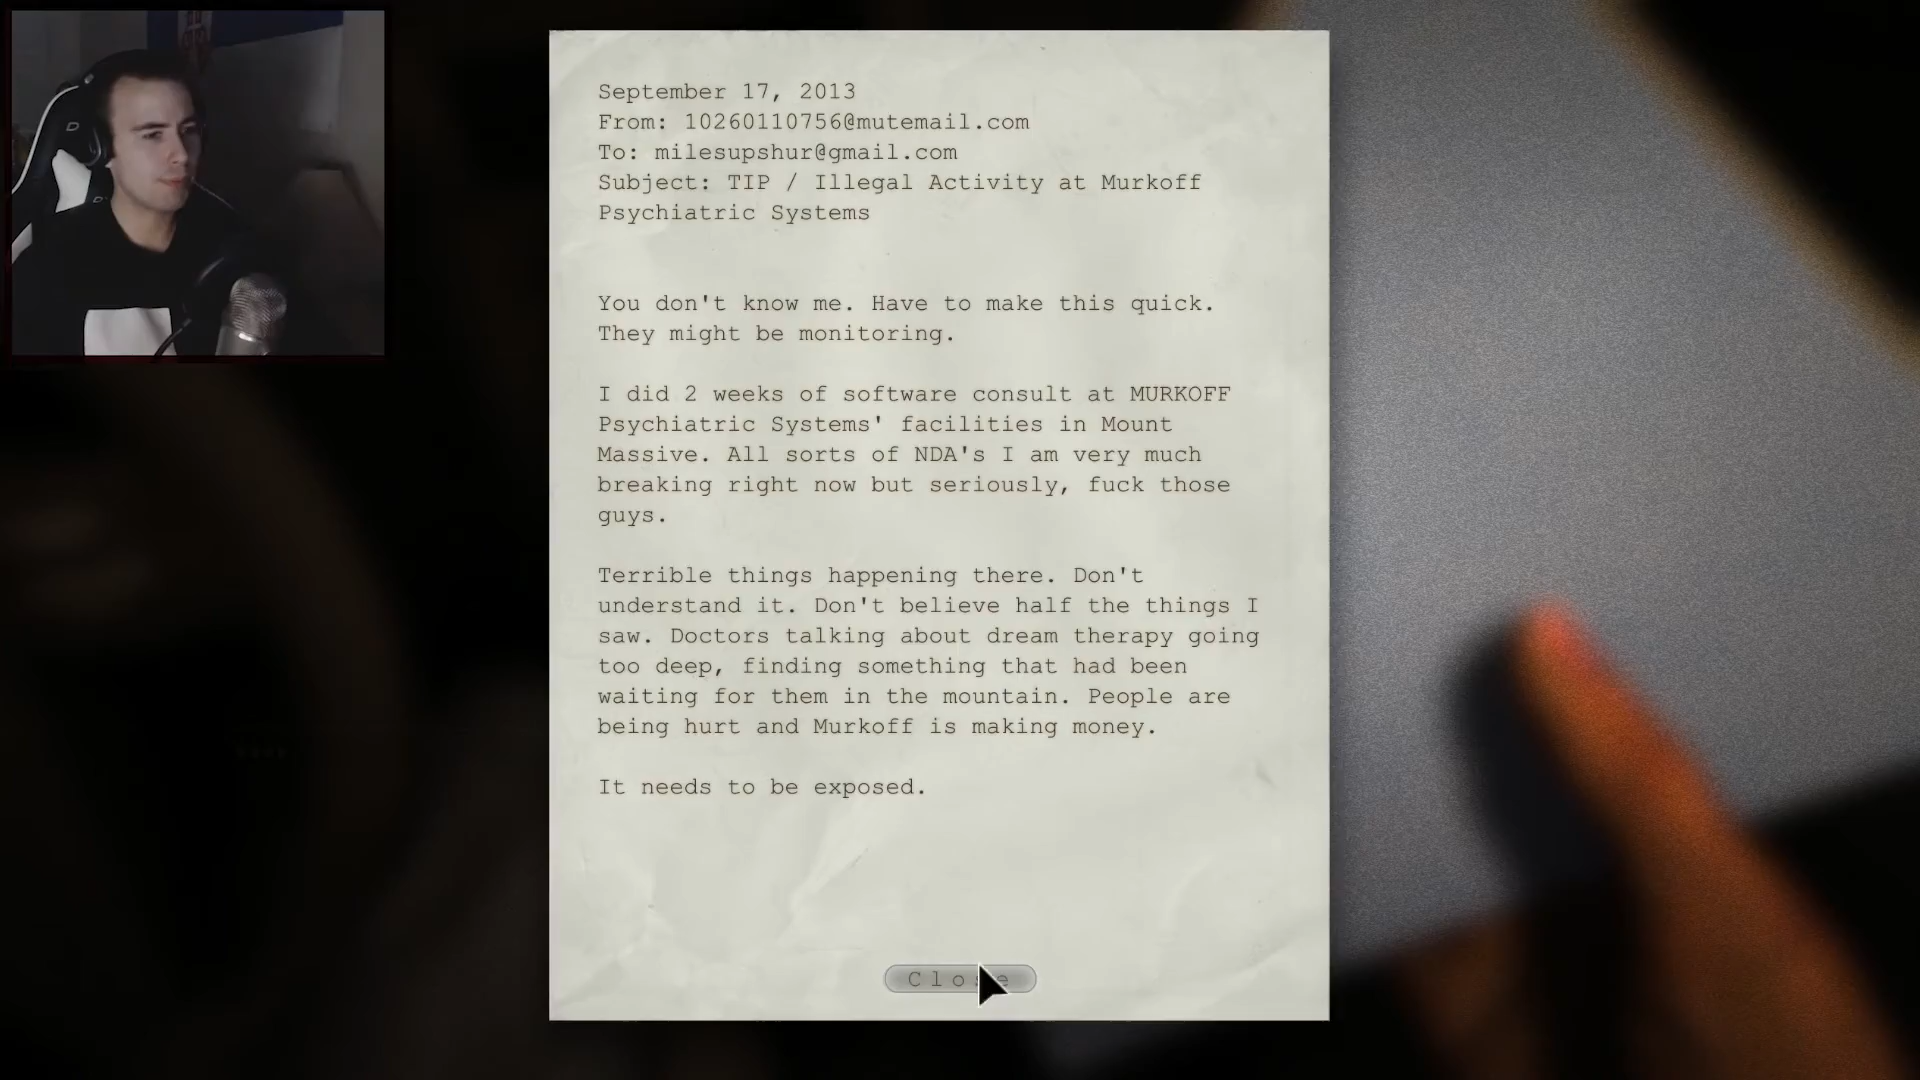 September 17, 2013
From: 10260110756@mutemail.com
To: milesupshur@gmail.com
Subject: TIP / Illegal Activity at Murkoff
Psychiatric Systems
You don't know me. Have to make this quick.
They might be monitoring.
I did 2 weeks of software consult at MURKOFF
Psychiatric Systems' facilities in Mount
Massive. All sorts of NDA's I am very much
breaking right now but seriously, fuck those
guys.
Terrible things happening there. Don't
understand it. Don't believe half the things I
saw. Doctors talking about dream therapy going
too deep, finding something that had been
waiting for them in the mountain. People are
being hurt and Murkoff is making money.
It needs to be exposed.
Close